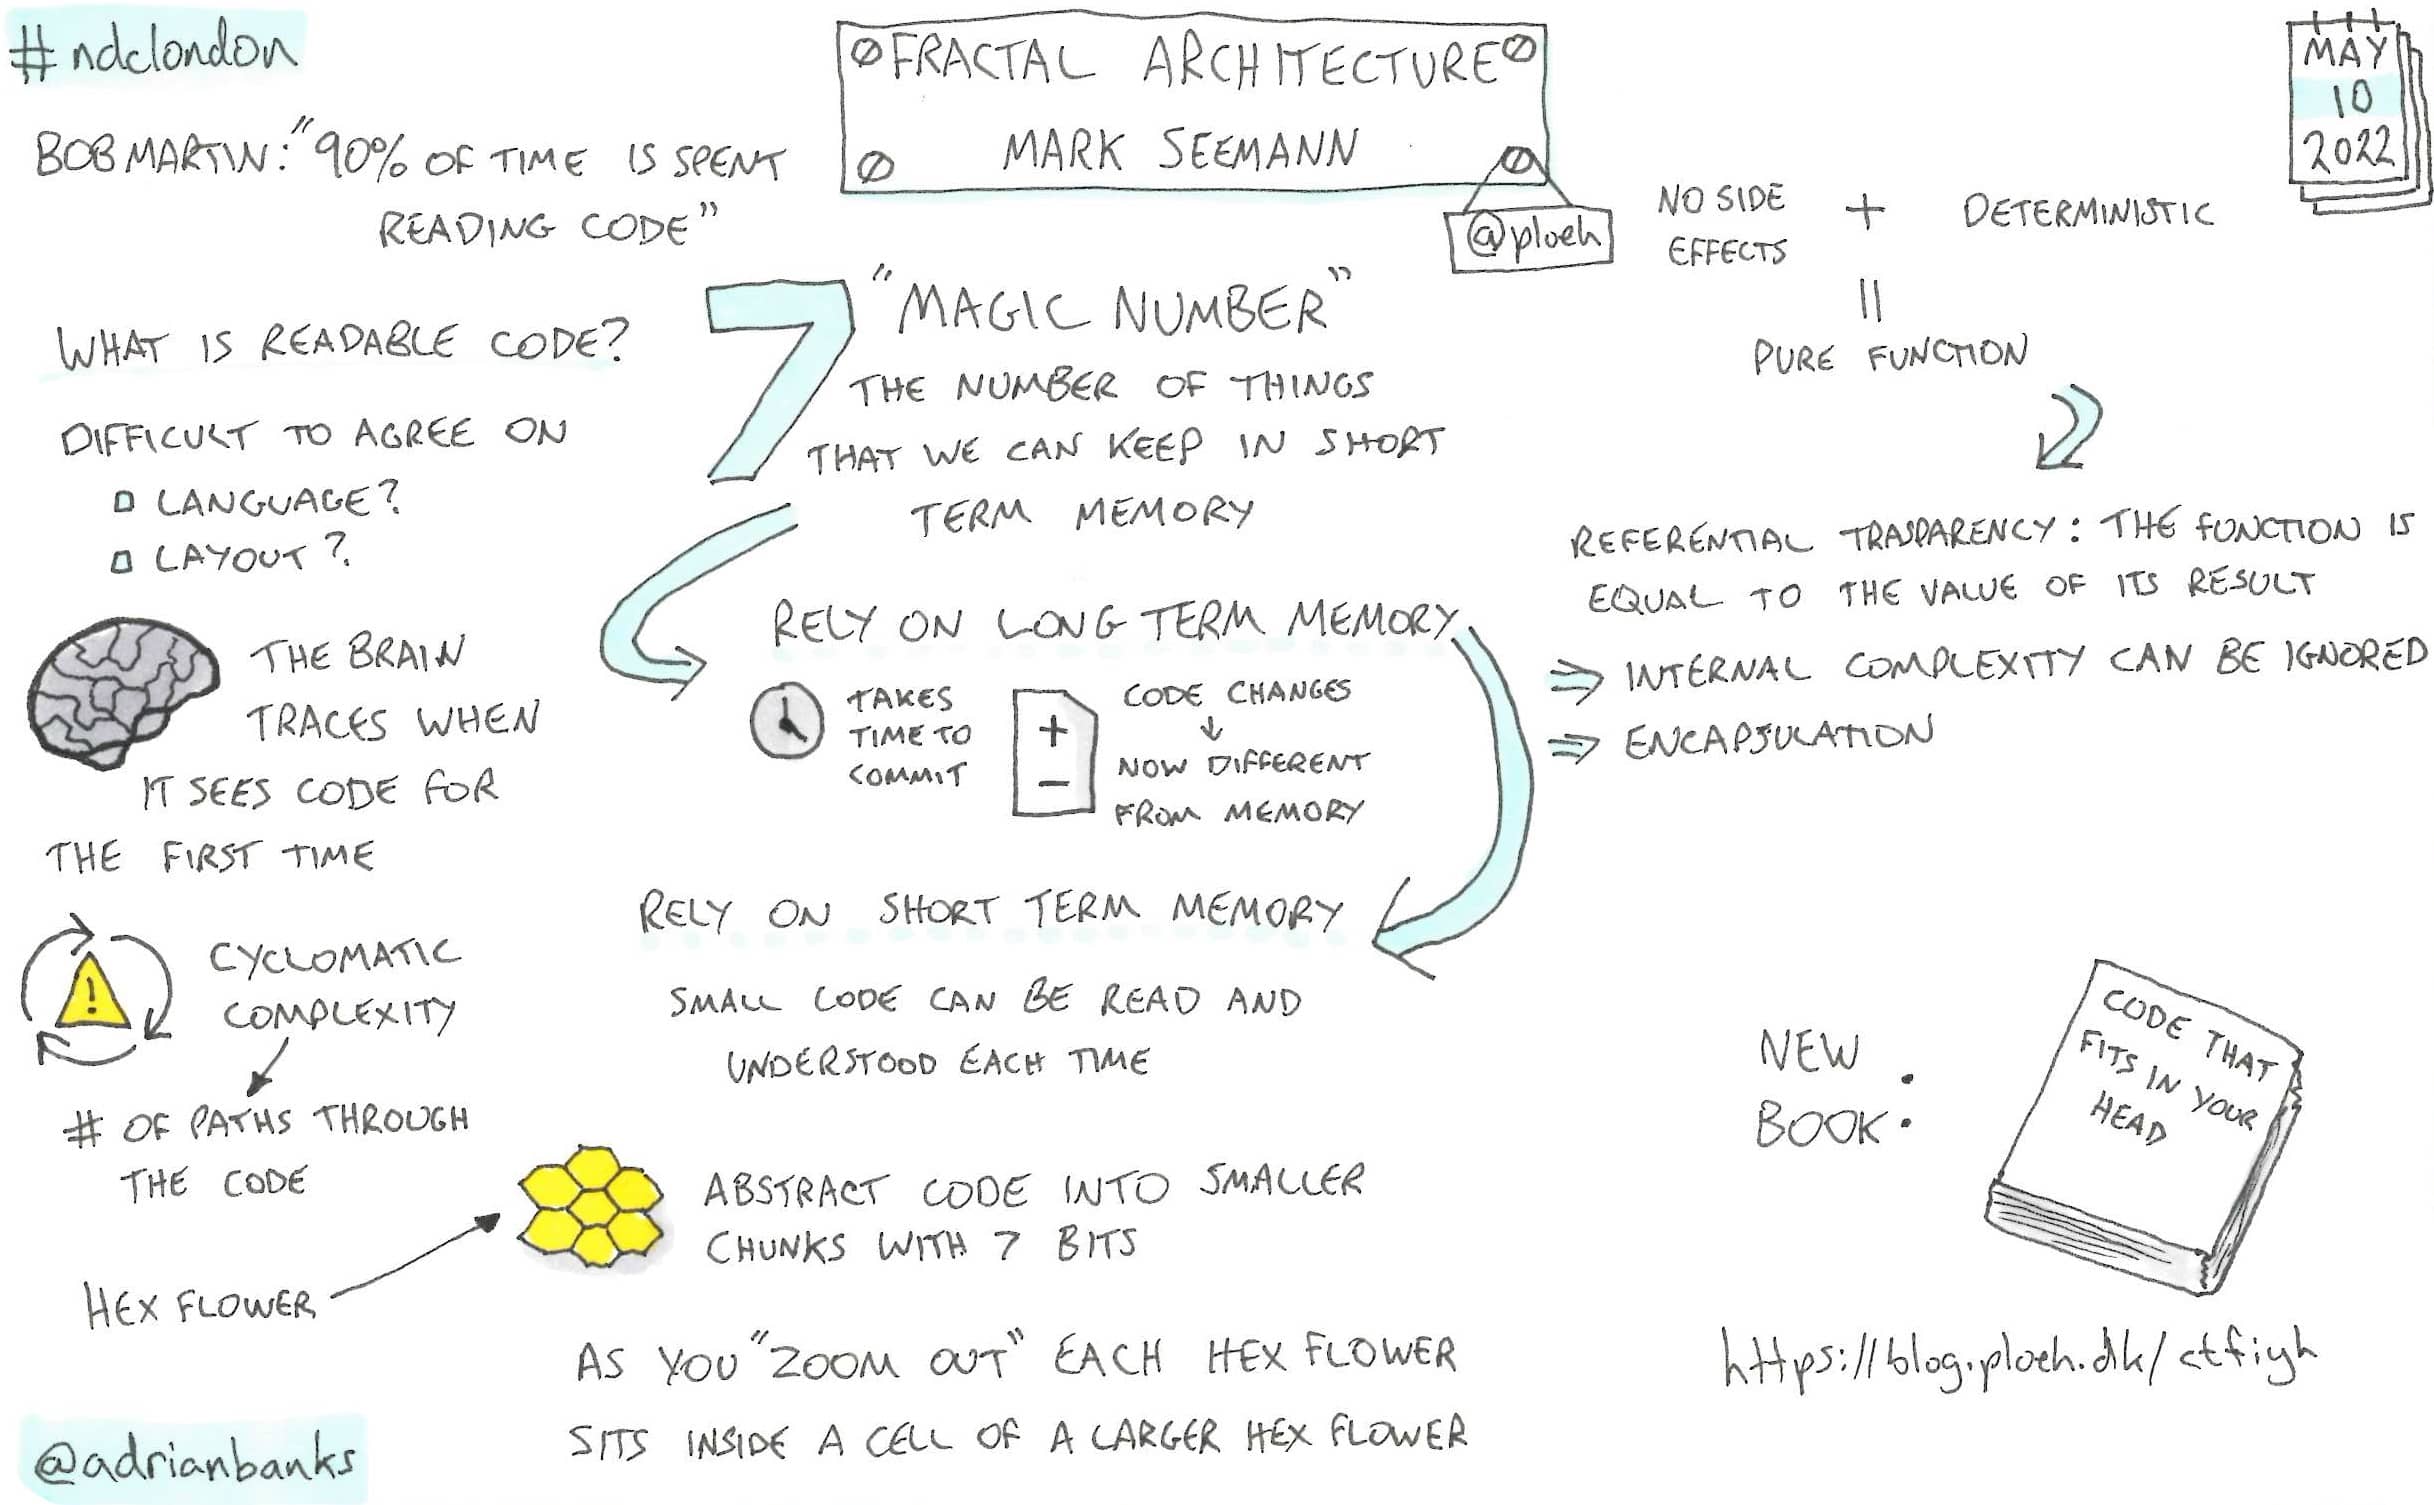 #ndclondon
FRACTAL ARCHITECTURE
MARK SEEMANN
@ploeh
MAY
10
2022
BOB MARTIN: "90% OF TIME IS SPENT
READING CODE"
WHAT IS READABLE CODE?
DIFFICULT TO AGREE ON
LANGUAGE?
LAYOUT?
THE BRAIN
TRACES WHEN
IT SEES CODE FOR
THE FIRST TIME
CYCLOMATIC
COMPLEXITY
# OF PATHS THROUGH
THE CODE
HEX FLOWER
7
"MAGIC NUMBER"
THE NUMBER OF THINGS
THAT WE CAN KEEP IN SHORT
TERM MEMORY
RELY ON LONG TERM MEMORY
TAKES
TIME TO
COMMIT
+
-
CODE CHANGES
NOW DIFFERENT
FROM MEMORY
RELY ON SHORT TERM MEMORY
SMALL CODE CAN BE READ AND
UNDERSTOOD EACH TIME
ABSTRACT CODE INTO SMALLER
CHUNKS WITH 7 BITS
AS YOU "ZOOM OUT" EACH HEX FLOWER
SITS INSIDE A CELL OF A LARGER HEX FLOWER
NO SIDE
EFFECTS
+
DETERMINISTIC
=
PURE FUNCTION
REFERENTIAL TRASPARENCY: THE FUNCTION IS
EQUAL TO THE VALUE OF ITS RESULT
⇒ INTERNAL COMPLEXITY CAN BE IGNORED
⇒ ENCAPSULATION
NEW
BOOK:
CODE THAT
FITS IN YOUR
HEAD
https://blog.ploeh.dk/ctfiyh
@adrianbanks